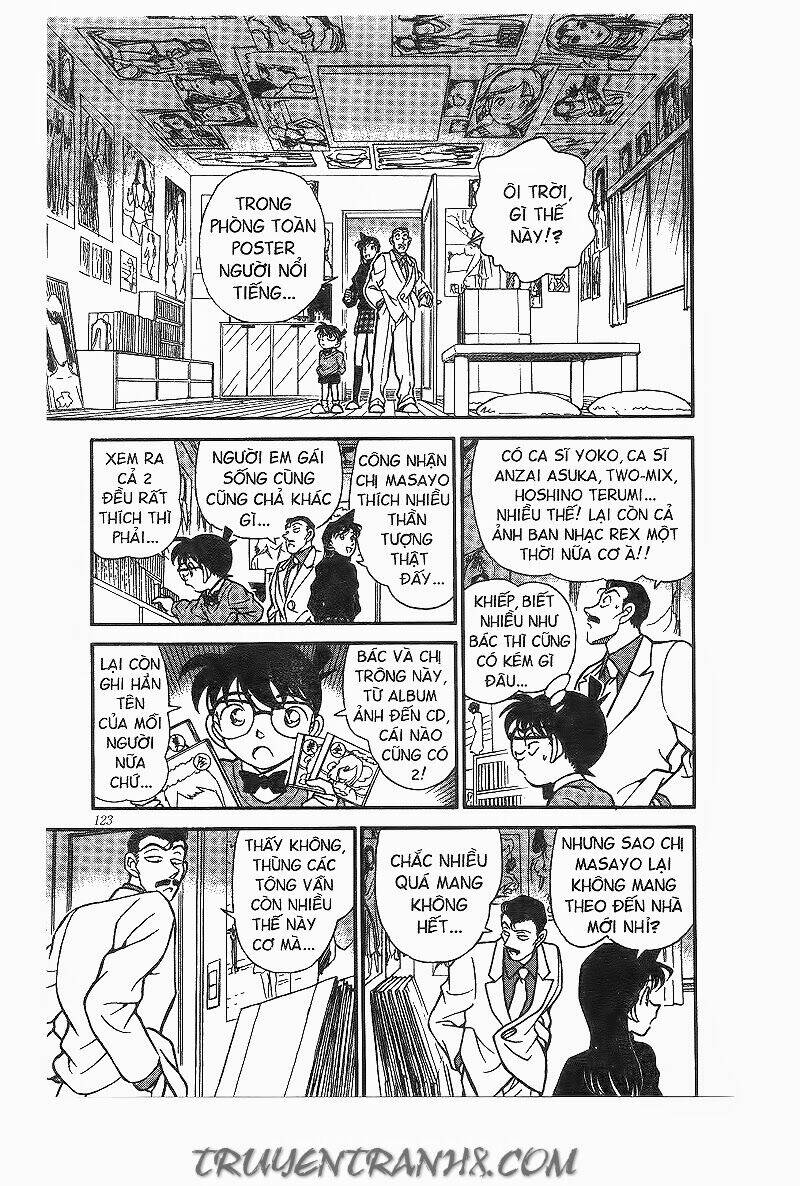 ÔI TRỜI,
GÌ THẾ
NÀY!?
TRONG
PHÒNG TOÀN
POSTER
NGƯỜI NỔI
TIẾNG...
CÓ CA SĨ YOKO, CA SĨ
ANZAI ASUKA, TWO-MIX,
HOSHINO TERUMI...
NHIỀU THẾ! LẠI CÒN CẢ
ẢNH BAN NHẠC REX MỘT
THỜI NỮA CƠ À!!
KHIẾP, BIẾT
NHIỀU NHƯ
BÁC THÌ CŨNG
CÓ KÉM GÌ
ĐÂU...
CÔNG NHẬN
CHỊ MASAYO
THÍCH NHIỀU
THẦN
TƯỢNG
THẬT
ĐẤY...
NGƯỜI EM GÁI
SỐNG CÙNG
CŨNG CHẢ KHÁC
GÌ...
XEM RA
CẢ 2
ĐỀU RẤT
THÍCH THÌ
PHẢI...
BÁC VÀ CHỊ
TRÔNG NÀY,
TỪ ALBUM
ẢNH ĐẾN CD,
CÁI NÀO
CŨNG CÓ
2!
LẠI CÒN
GHI HẲN
TÊN
CỦA MỖI
NGƯỜI
NỮA
CHỨ...
123
NHƯNG SAO CHỊ
MASAYO LẠI
KHÔNG MANG
THEO ĐẾN NHÀ
MỚI NHỈ?
CHẮC NHIỀU
QUÁ MANG
KHÔNG
HẾT...
THẤY KHÔNG,
THÙNG CÁC
TÔNG VẪN
CÒN NHIỀU
THẾ NÀY
CƠ MÀ...
TRUYENTRANH8.COM